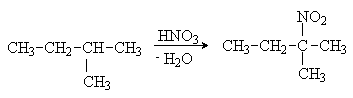 NO₂
CH₃-CH₂-CH-CH₃ HNO₃ - H₂O CH₃-CH₂-C-CH₃
CH₃ CH₃